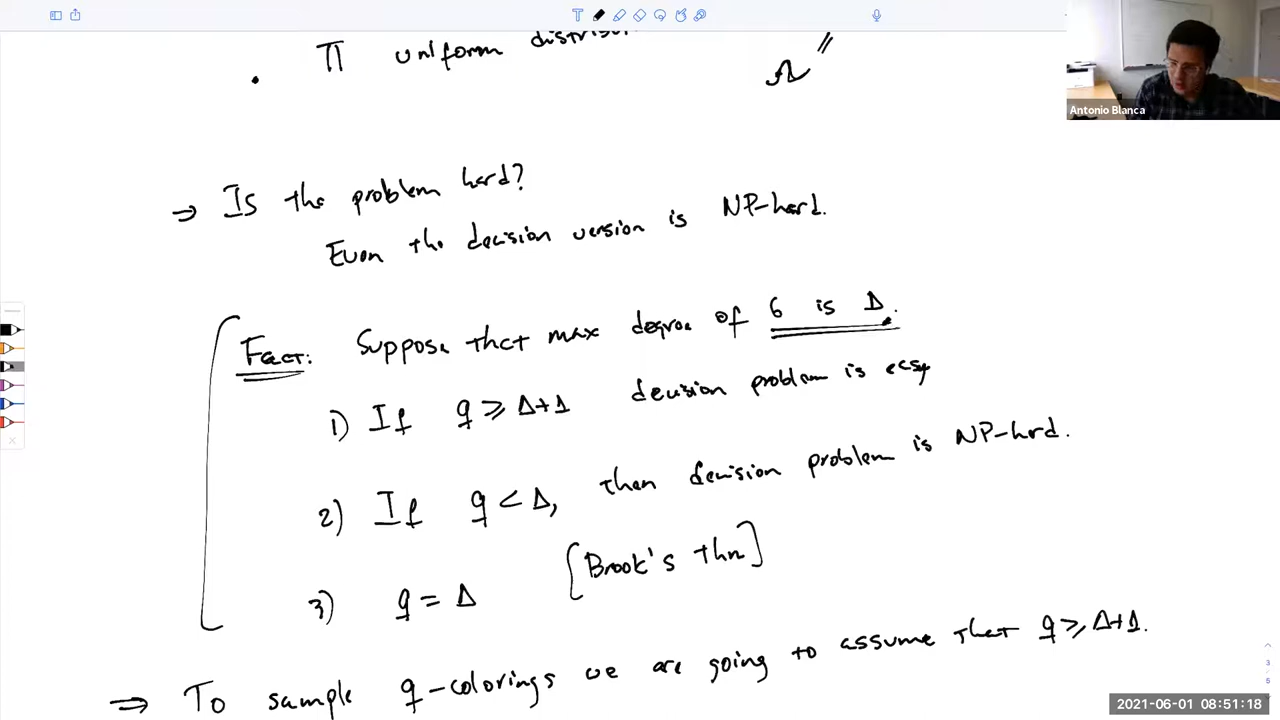 Π uniform
Ω
Antonio Blanca
⇒ Is the problem hard?
Even the decision version is NP-hard.
Fact: Suppose that max degree of G is Δ.
1) If q ≥ Δ+1 decision problem is easy
2) If q < Δ, then decision problem is NP-hrd.
3) q = Δ [Brook's thm]
⇒ To sample q-colorings we are going to assume that q ≥ Δ+1.
2021-06-01 08:51:18